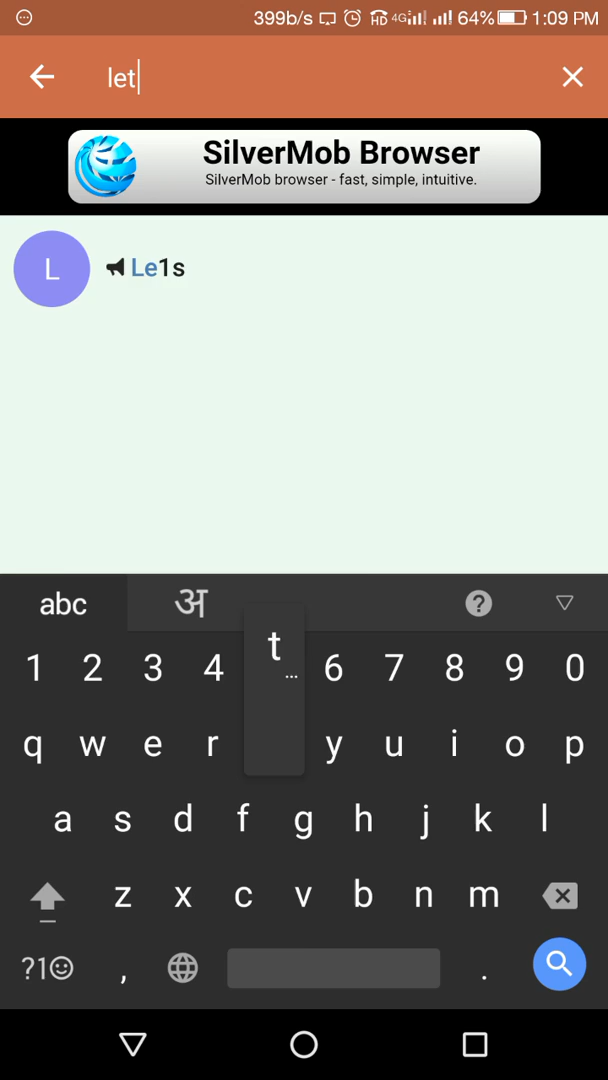 399b/s HD 4G 64% 1:09 PM
let
SilverMob Browser
SilverMob browser - fast, simple, intuitive.
L Le1s
abc अ ?
1 2 3 4 6 7 8 9 0
t
...
q w e r y u i o p
a s d f g h j k l
z x c v b n m
?1☺ , .